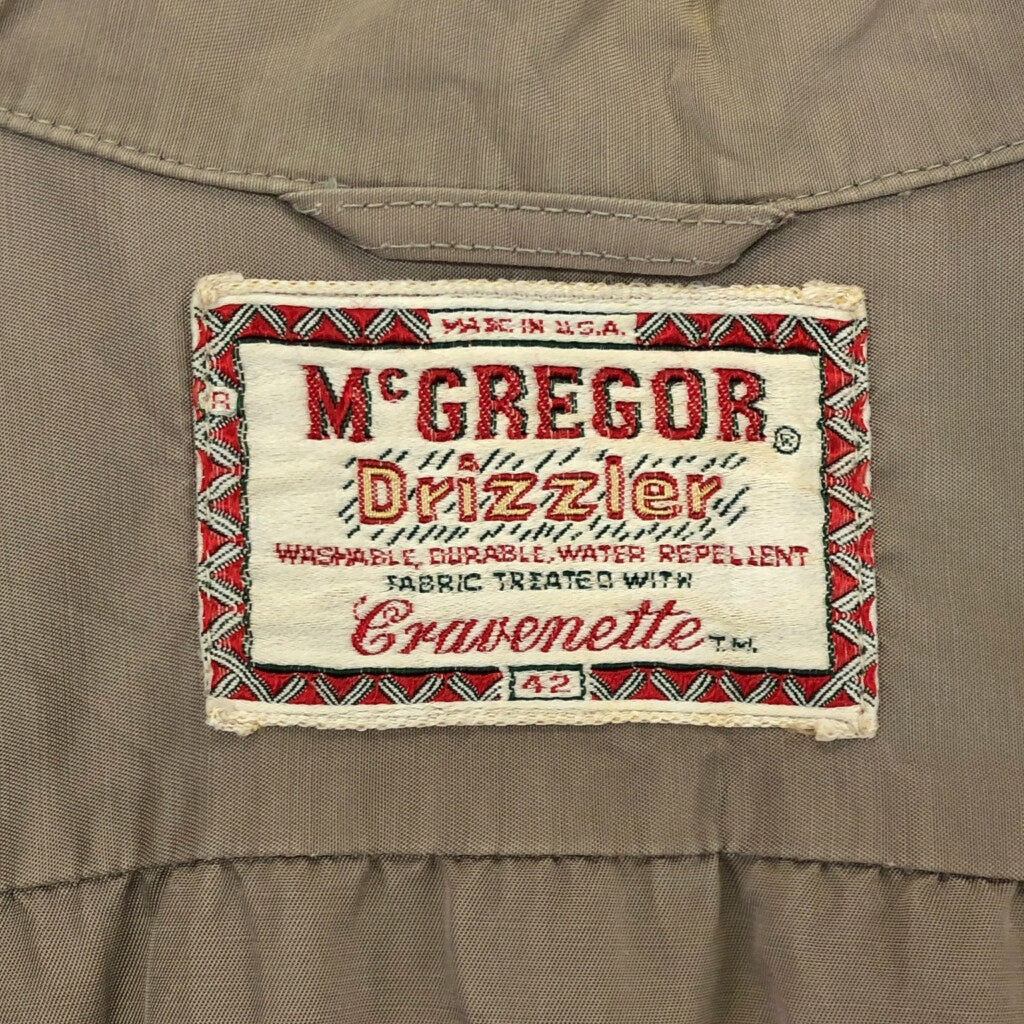 MADE IN U.S.A.
R
McGREGOR®
Drizzler
WASHABLE, DURABLE, WATER REPELLENT
FABRIC TREATED WITH
Cravenette T.M.
42